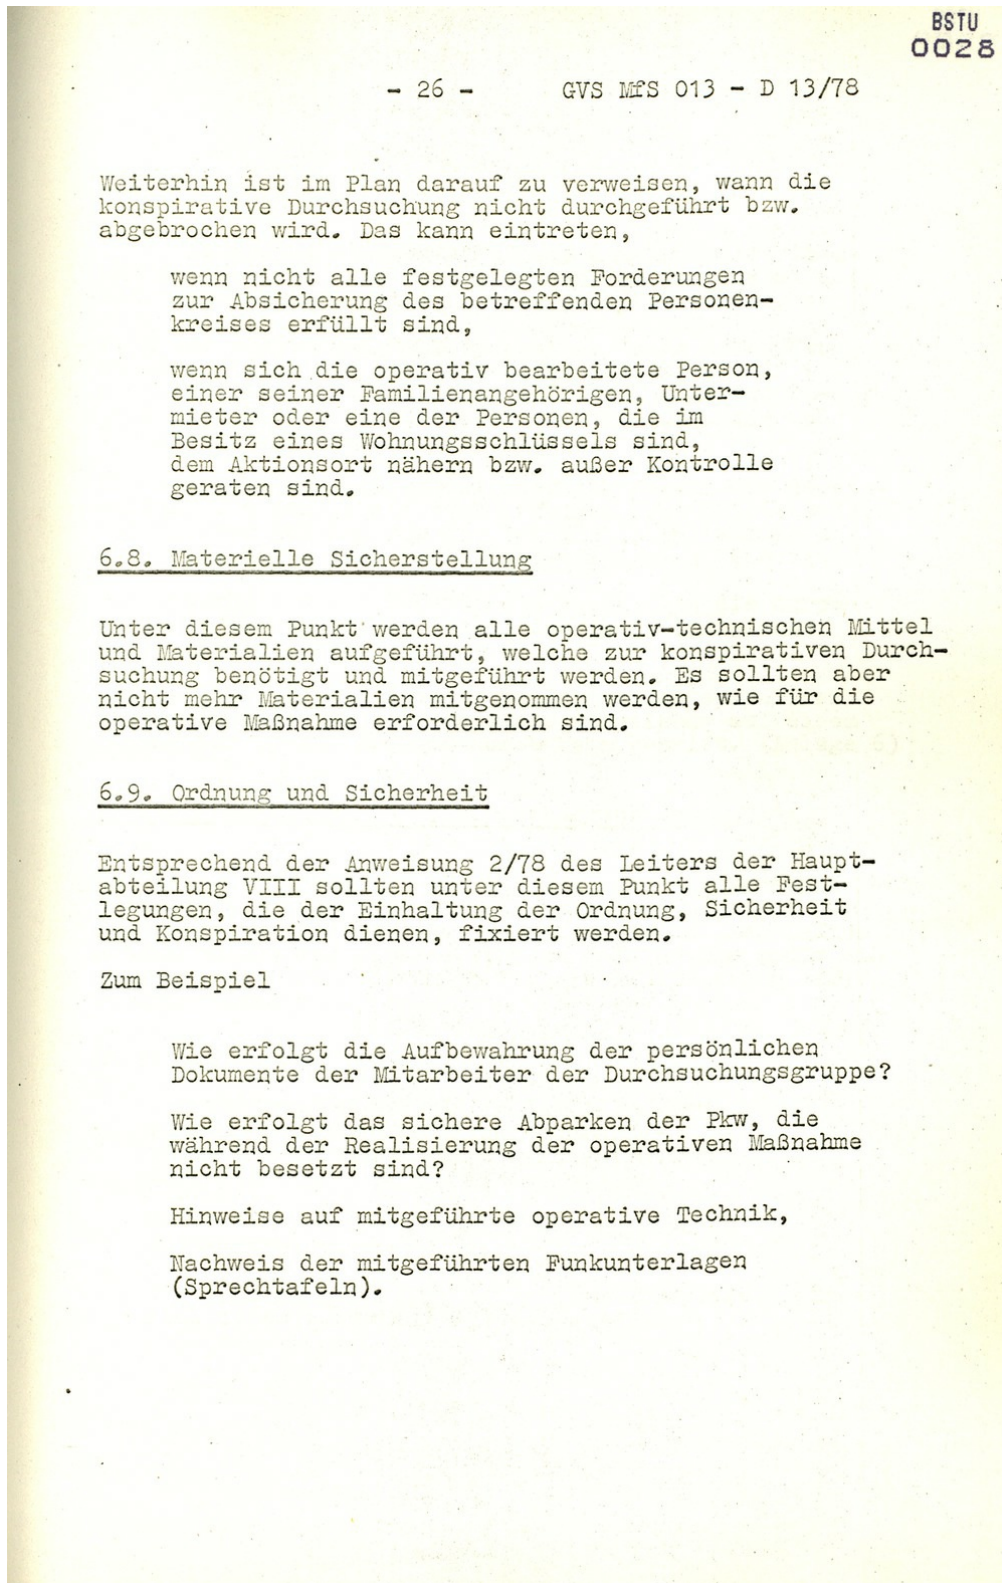 BSTU
0028
- 26 - GVS MfS 013 - D 13/78
Weiterhin ist im Plan darauf zu verweisen, wann die
konspirative Durchsuchung nicht durchgeführt bzw.
abgebrochen wird. Das kann eintreten,
wenn nicht alle festgelegten Forderungen
zur Absicherung des betreffenden Personen-
kreises erfüllt sind,
wenn sich die operativ bearbeitete Person,
einer seiner Familienangehörigen, Unter-
mieter oder eine der Personen, die im
Besitz eines Wohnungsschlüssels sind,
dem Aktionsort nähern bzw. außer Kontrolle
geraten sind.
6.8. Materielle Sicherstellung
Unter diesem Punkt werden alle operativ-technischen Mittel
und Materialien aufgeführt, welche zur konspirativen Durch-
suchung benötigt und mitgeführt werden. Es sollten aber
nicht mehr Materialien mitgenommen werden, wie für die
operative Maßnahme erforderlich sind.
6.9. Ordnung und Sicherheit
Entsprechend der Anweisung 2/78 des Leiters der Haupt-
abteilung VIII sollten unter diesem Punkt alle Fest-
legungen, die der Einhaltung der Ordnung, Sicherheit
und Konspiration dienen, fixiert werden.
Zum Beispiel
Wie erfolgt die Aufbewahrung der persönlichen
Dokumente der Mitarbeiter der Durchsuchungsgruppe?
Wie erfolgt das sichere Abparken der Pkw, die
während der Realisierung der operativen Maßnahme
nicht besetzt sind?
Hinweise auf mitgeführte operative Technik,
Nachweis der mitgeführten Funkunterlagen
(Sprechtafeln).